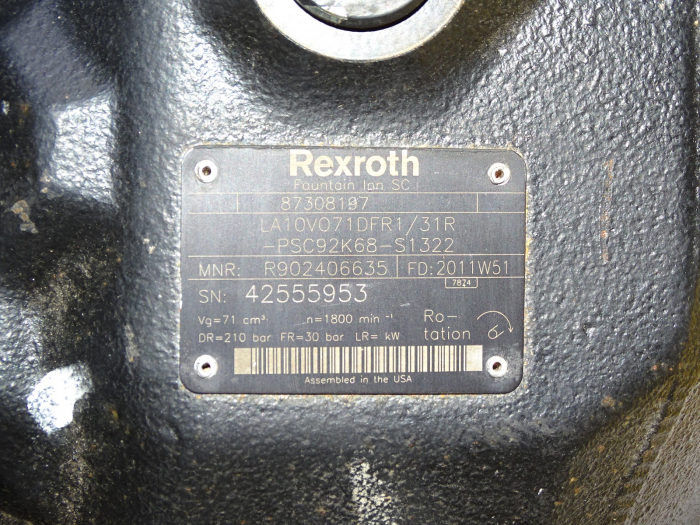 Rexroth
Fountain Inn SC
87308197
LA10VO71DFR1/31R
-PSC92K68-S1322
MNR: R902406635 FD: 2011W51
7824
SN: 42555953
Vg=71 cm³ n=1800 min⁻¹ Ro-
DR=210 bar FR=30 bar LR= kW tation
Assembled in the USA